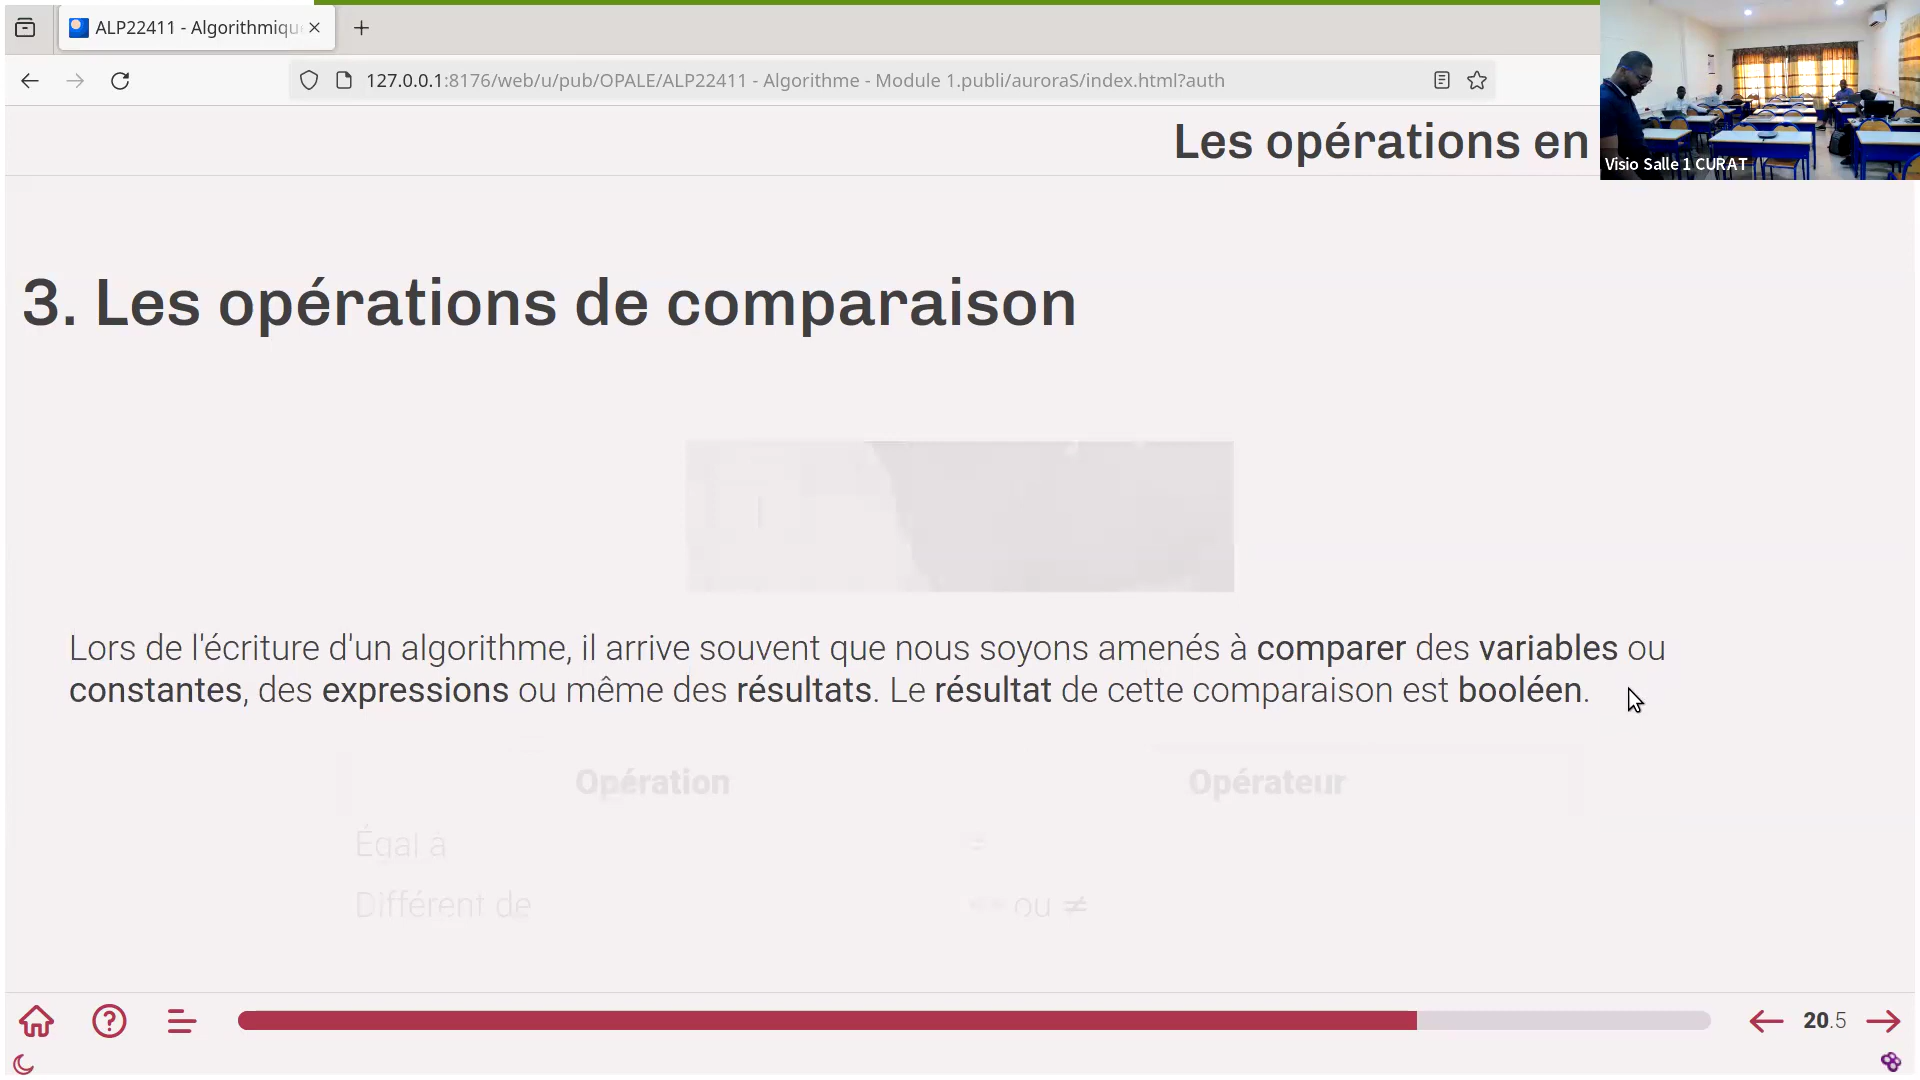 ALP22411 - Algorithmiqu
127.0.0.1:8176/web/u/pub/OPALE/ALP22411 - Algorithme - Module 1.publi/auroraS/index.html?auth
Les opérations en
Visio Salle 1 CURAT
3. Les opérations de comparaison
Lors de l'écriture d'un algorithme, il arrive souvent que nous soyons amenés à comparer des variables ou
constantes, des expressions ou même des résultats. Le résultat de cette comparaison est booléen.
Opération Opérateur
Égal à =
Différent de ou ≠
20.5